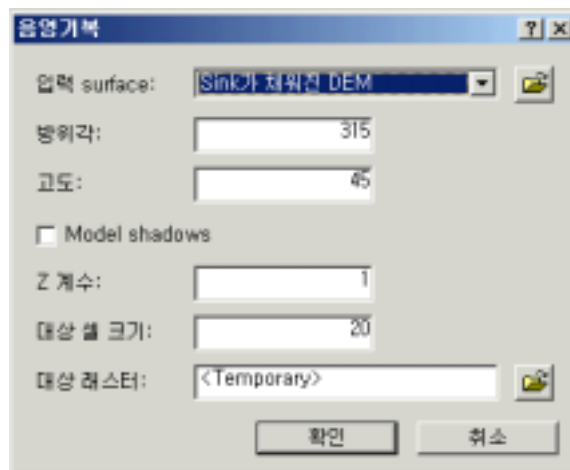 음영기복
입력 surface: Sink가 채워진 DEM
방위각: 315
고도: 45
Model shadows
Z 계수: 1
대상 셀 크기: 20
대상 래스터: <Temporary>
확인 취소